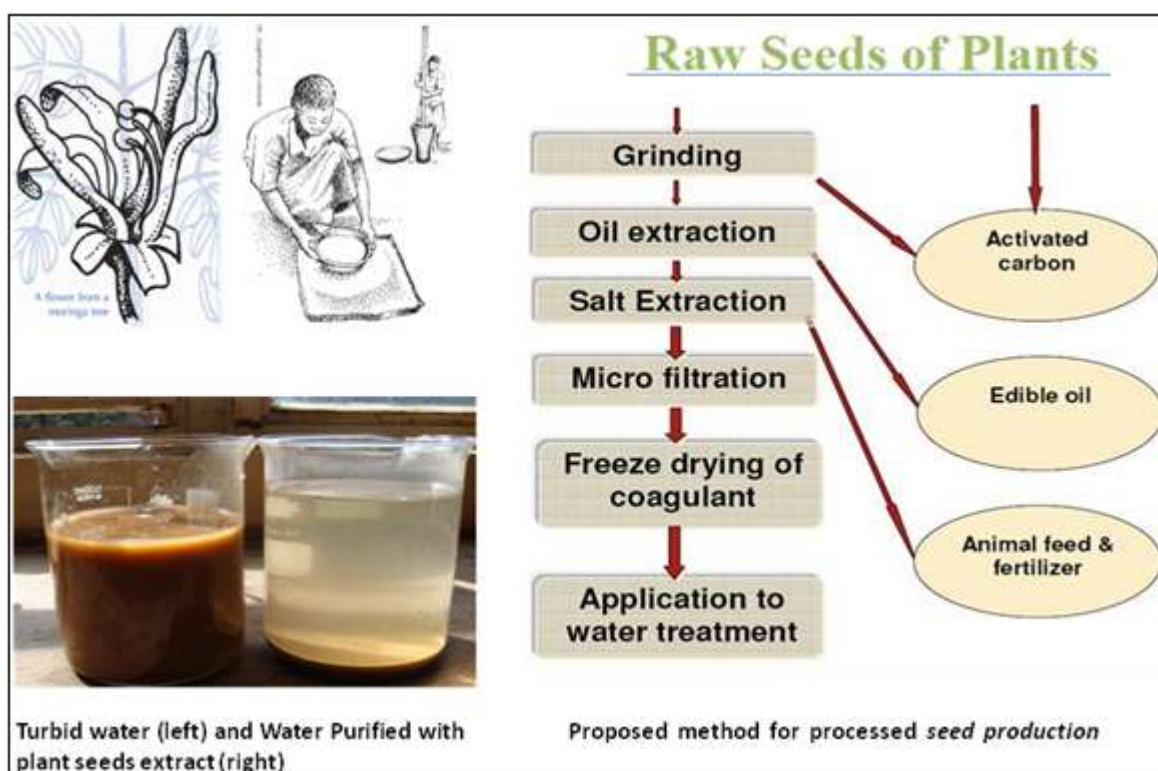 A flower from a
moringa tree
Raw Seeds of Plants
Grinding
Oil extraction
Salt Extraction
Micro filtration
Freeze drying of
coagulant
Application to
water treatment
Activated
carbon
Edible oil
Animal feed &
fertilizer
Turbid water (left) and Water Purified with
plant seeds extract (right)
Proposed method for processed seed production